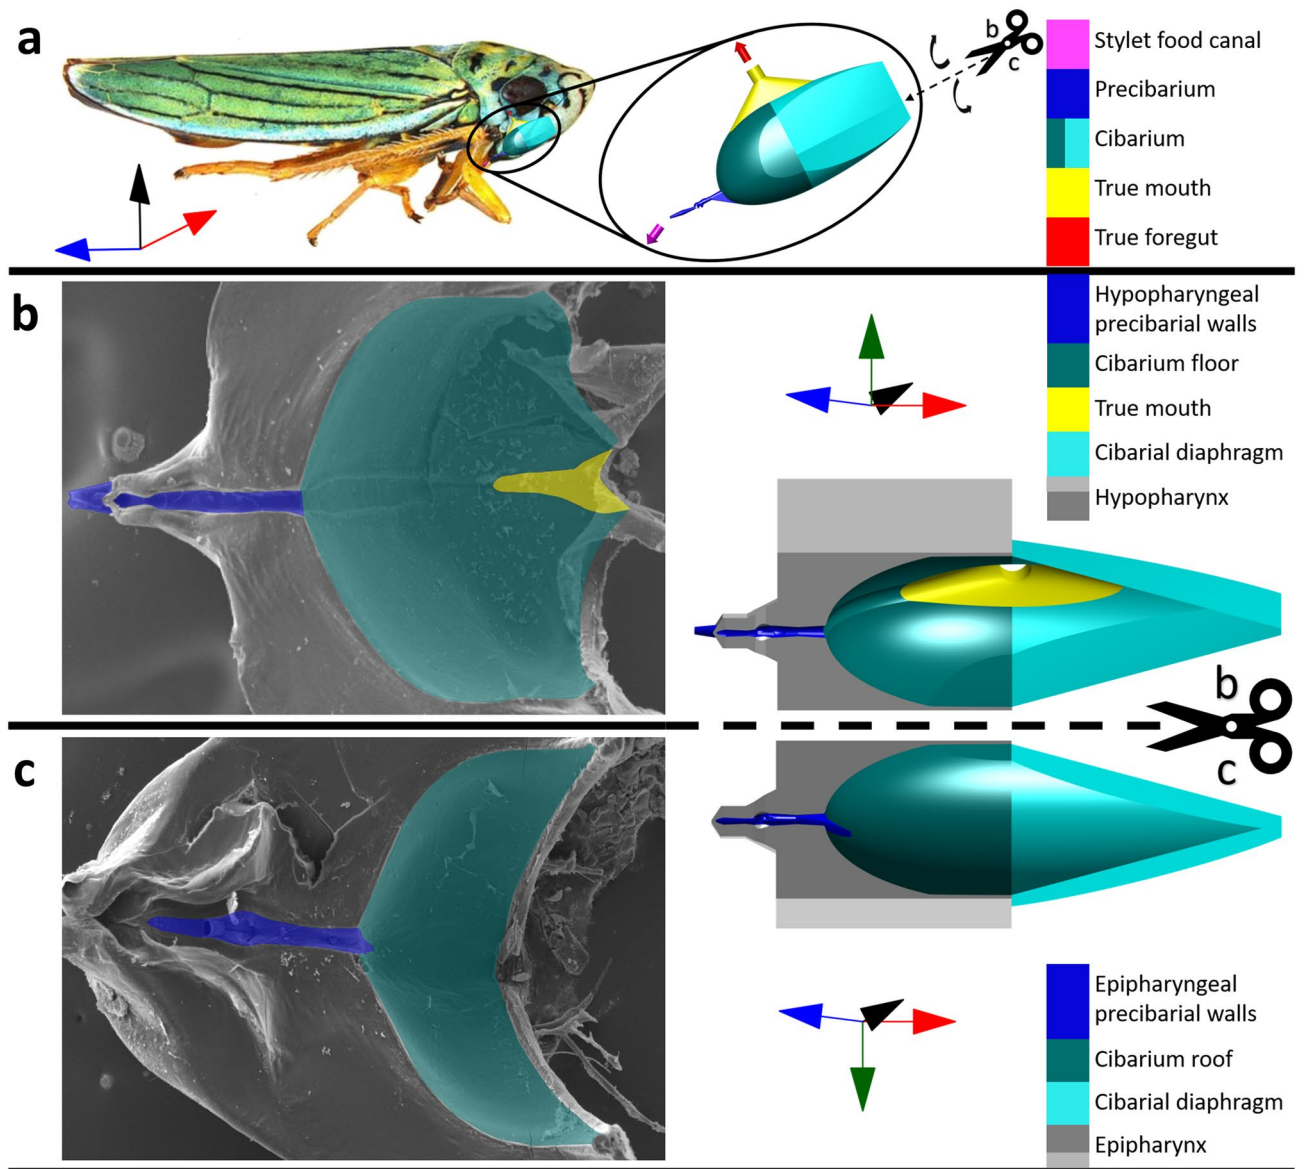 a
b
c
Stylet food canal
Precibarium
Cibarium
True mouth
True foregut
b
Hypopharyngeal
precibarial walls
Cibarium floor
True mouth
Cibarial diaphragm
Hypopharynx
b
c
c
Epipharyngeal
precibarial walls
Cibarium roof
Cibarial diaphragm
Epipharynx